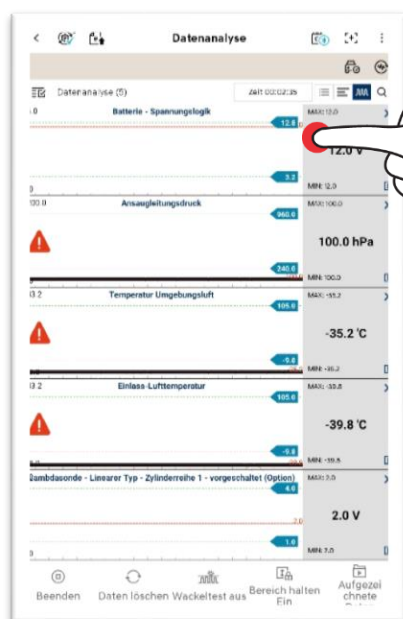 Datenanalyse
Datenanalyse (5)
Zeit 00:02:35
Batterie - Spannungslogik
MAX: 12.0
12.8
12.0 V
3.2
MIN: 12.0
Ansaugleitungsdruck
MAX: 100.0
960.0
100.0 hPa
240.0
MIN: 100.0
Temperatur Umgebungsluft
MAX: -35.2
105.0
-35.2 °C
-9.8
MIN: -35.2
Einlass-Lufttemperatur
MAX: -39.8
105.0
-39.8 °C
-9.8
MIN: -39.8
Lambdasonde - Linearer Typ - Zylinderreihe 1 - vorgeschaltet (Option)
MAX: 2.0
4.0
2.0
2.0 V
1.0
MIN: 2.0
Beenden
Daten löschen
Wackeltest aus
Bereich halten
Ein
Aufgezei
chnete
Daten